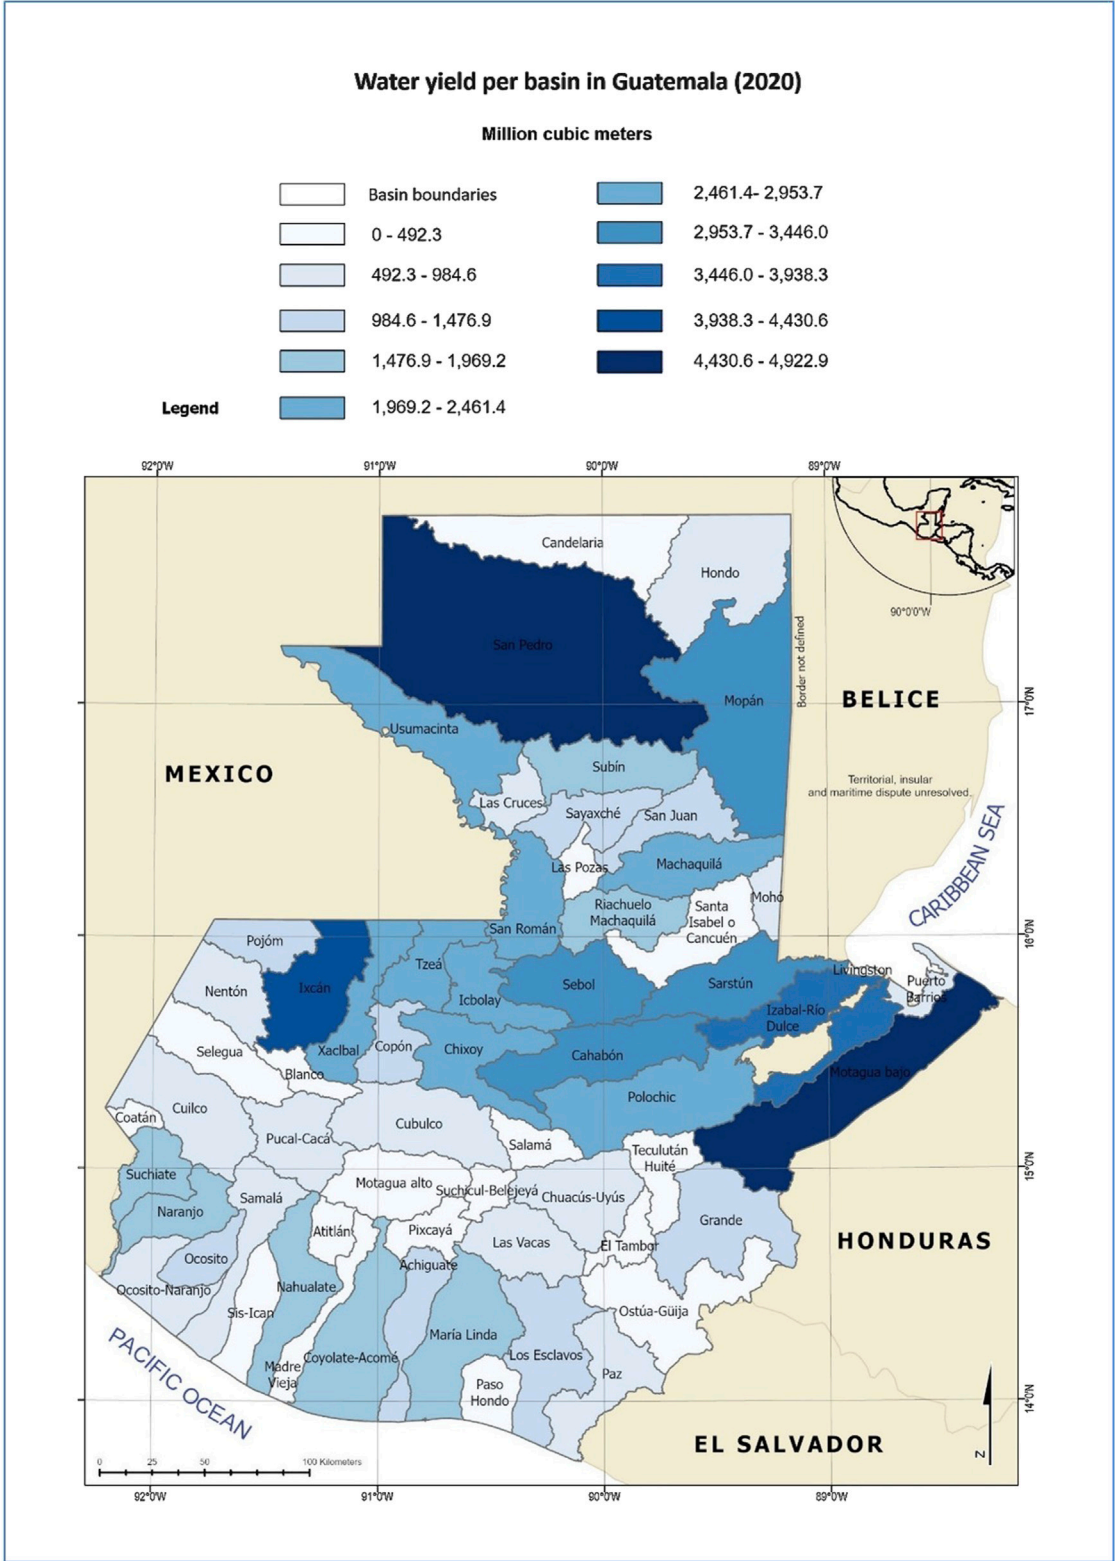 Water yield per basin in Guatemala (2020)
Million cubic meters
Basin boundaries
0 - 492.3
492.3 - 984.6
984.6 - 1,476.9
1,476.9 - 1,969.2
Legend
1,969.2 - 2,461.4
2,461.4- 2,953.7
2,953.7 - 3,446.0
3,446.0 - 3,938.3
3,938.3 - 4,430.6
4,430.6 - 4,922.9
92°0'W
91°0'W
90°0'W
89°0'W
90°0'0'W
Candelaria
Hondo
San Pedro
Border not defined
BELICE
17°0'N
Mopán
Usumacinta
MEXICO
Subín
Territorial, insular
and maritime dispute unresolved.
Las Cruces
Sayaxché
San Juan
CARIBBEAN SEA
Las Pozas
Machaquilá
Mohó
Riachuelo
Machaquilá
Santa
Isabel o
Cancuén
San Román
16°0'N
Pojóm
Tzeá
Livingston
Nentón
Ixcán
Icbolay
Sebol
Sarstún
Puerto
Barrios
Izabal-Río
Dulce
Selegua
Xaclbal
Copón
Chixoy
Cahabón
Blanco
Motagua bajo
Polochic
Coatán
Cuilco
Pucal-Cacá
Cubulco
Salamá
Teculután
Huité
15°0'N
Suchiate
Motagua alto
Suchicul-Belejeyá
Chuacús-Uyús
Samalá
Naranjo
Grande
Atitlán
Pixcayá
Las Vacas
El Tambor
HONDURAS
Ocosito
Achiguate
Ocosito-Naranjo
Nahualate
Sis-Ican
Ostúa-Güija
María Linda
Coyolate-Acomé
Los Esclavos
Madre
Vieja
Paz
Paso
Hondo
14°0'N
PACIFIC OCEAN
EL SALVADOR
N
0
25
50
100 Kilometers
92°0'W
91°0'W
90°0'W
89°0'W